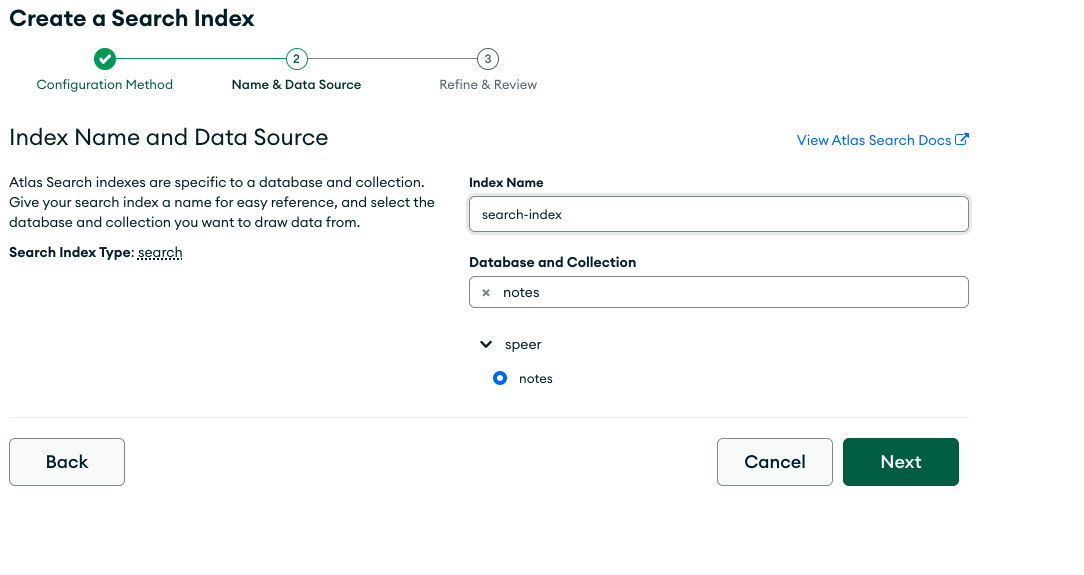 Create a Search Index
2
3
Configuration Method
Name & Data Source
Refine & Review
Index Name and Data Source
View Atlas Search Docs
Atlas Search indexes are specific to a database and collection.
Give your search index a name for easy reference, and select the
database and collection you want to draw data from.
Search Index Type: search
Index Name
search-index
Database and Collection
notes
speer
notes
Back
Cancel
Next